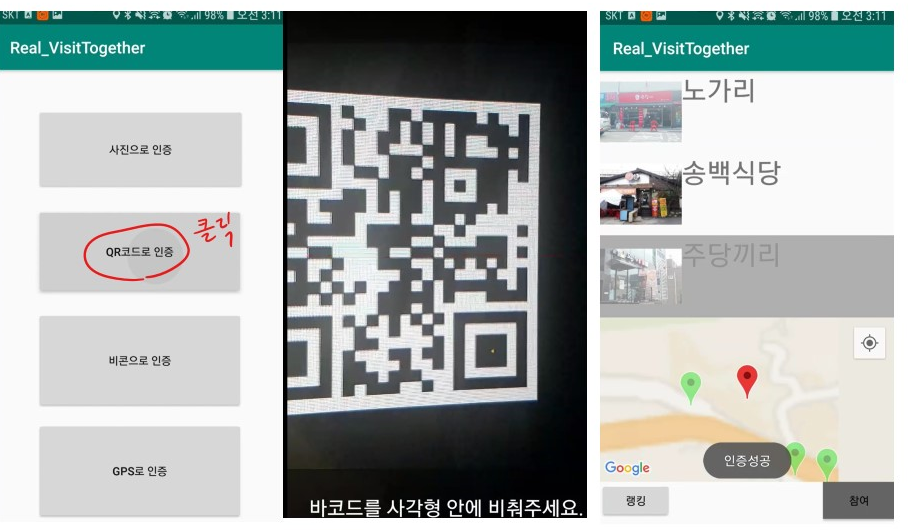 SKT 98% 오전 3:11
Real_VisitTogether
사진으로 인증
QR코드로 인증
클릭
비콘으로 인증
GPS로 인증
바코드를 사각형 안에 비춰주세요.
SKT 98% 오전 3:11
Real_VisitTogether
노가리
송백식당
주당끼리
Google
인증성공
랭킹
참여